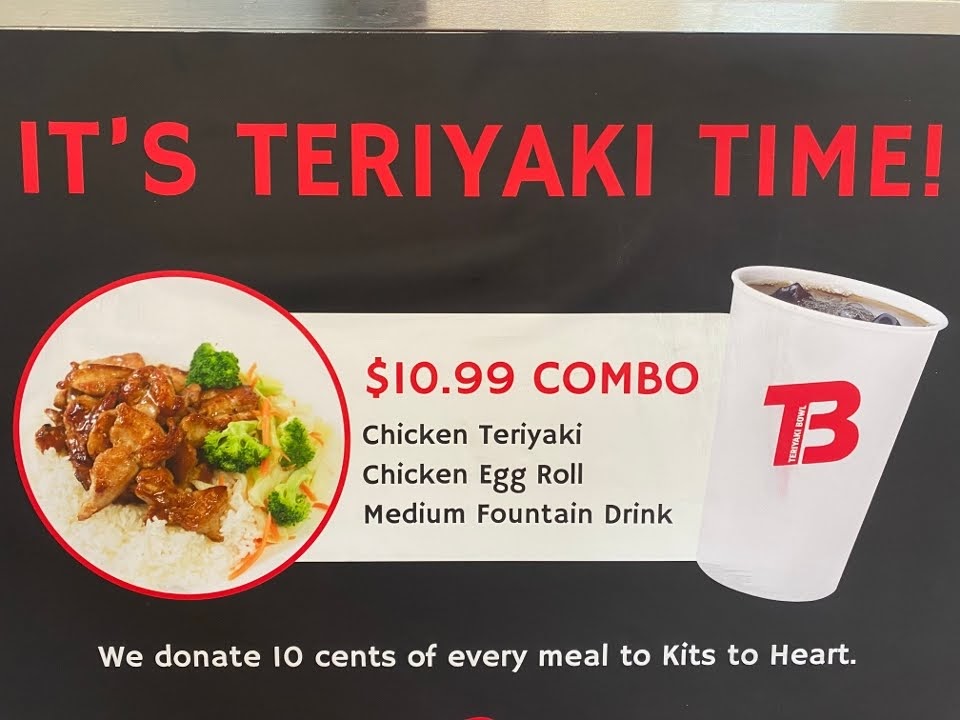 IT'S TERIYAKI TIME!
$10.99 COMBO
Chicken Teriyaki
Chicken Egg Roll
Medium Fountain Drink
TB
TERIYAKI BOWL
We donate 10 cents of every meal to Kits to Heart.